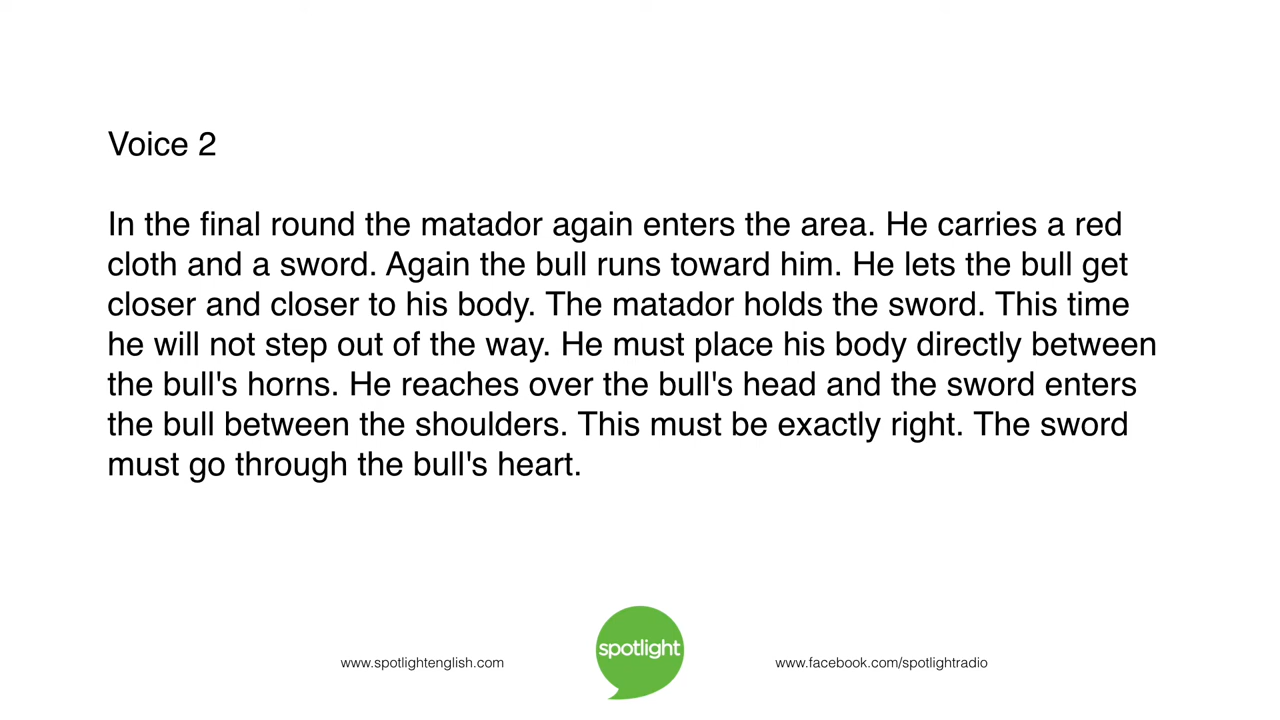 Voice 2
In the final round the matador again enters the area. He carries a red
cloth and a sword. Again the bull runs toward him. He lets the bull get
closer and closer to his body. The matador holds the sword. This time
he will not step out of the way. He must place his body directly between
the bull's horns. He reaches over the bull's head and the sword enters
the bull between the shoulders. This must be exactly right. The sword
must go through the bull's heart.
www.spotlightenglish.com
spotlight
www.facebook.com/spotlightradio